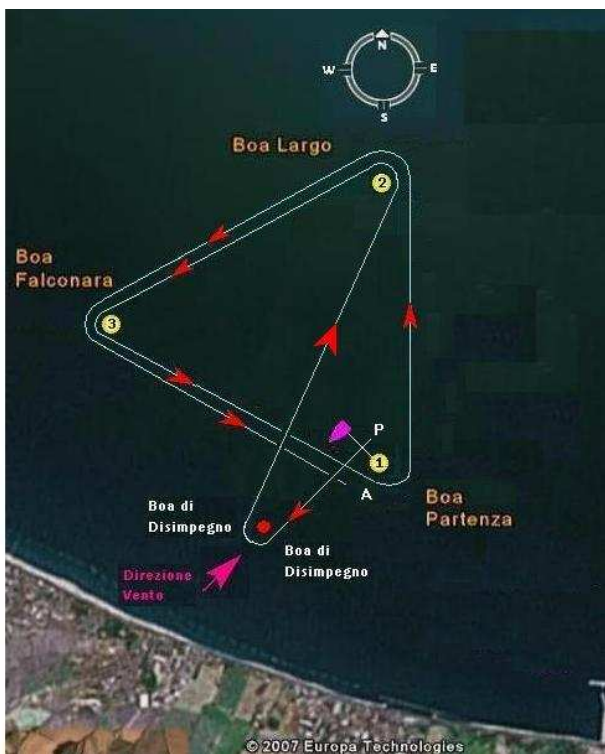 N
W E
S
Boa Largo
2
Boa
Falconara
3
P
1
A
Boa
Partenza
Boa di
Disimpegno
Boa di
Disimpegno
Direzione
Vento
© 2007 Europa Technologies